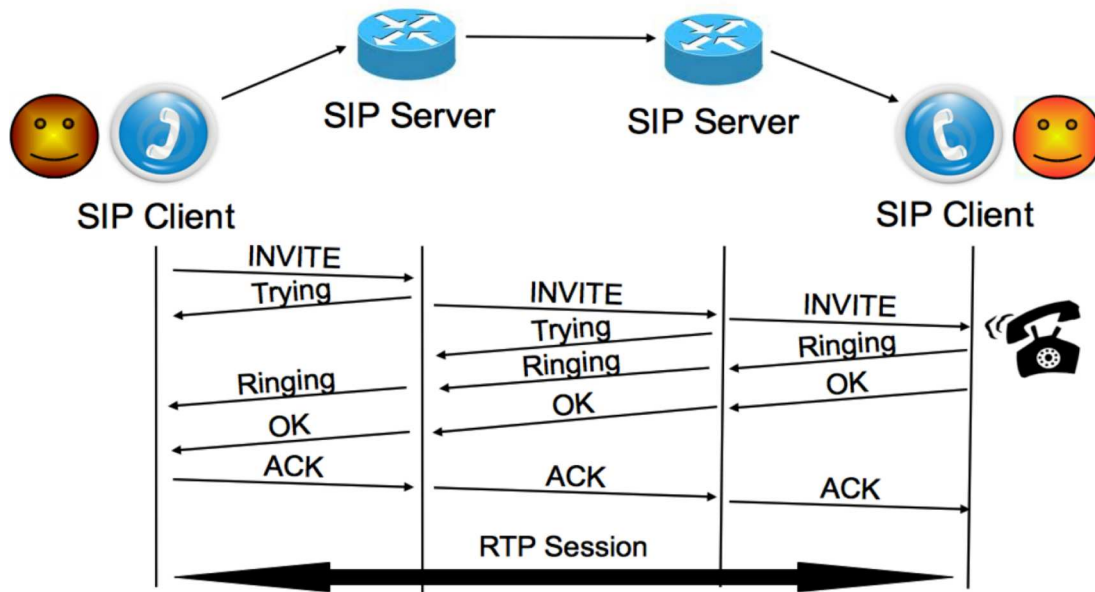 SIP Server
SIP Server
SIP Client
SIP Client
INVITE
Trying
INVITE
INVITE
Trying
Ringing
Ringing
Ringing
OK
OK
OK
ACK
ACK
ACK
RTP Session